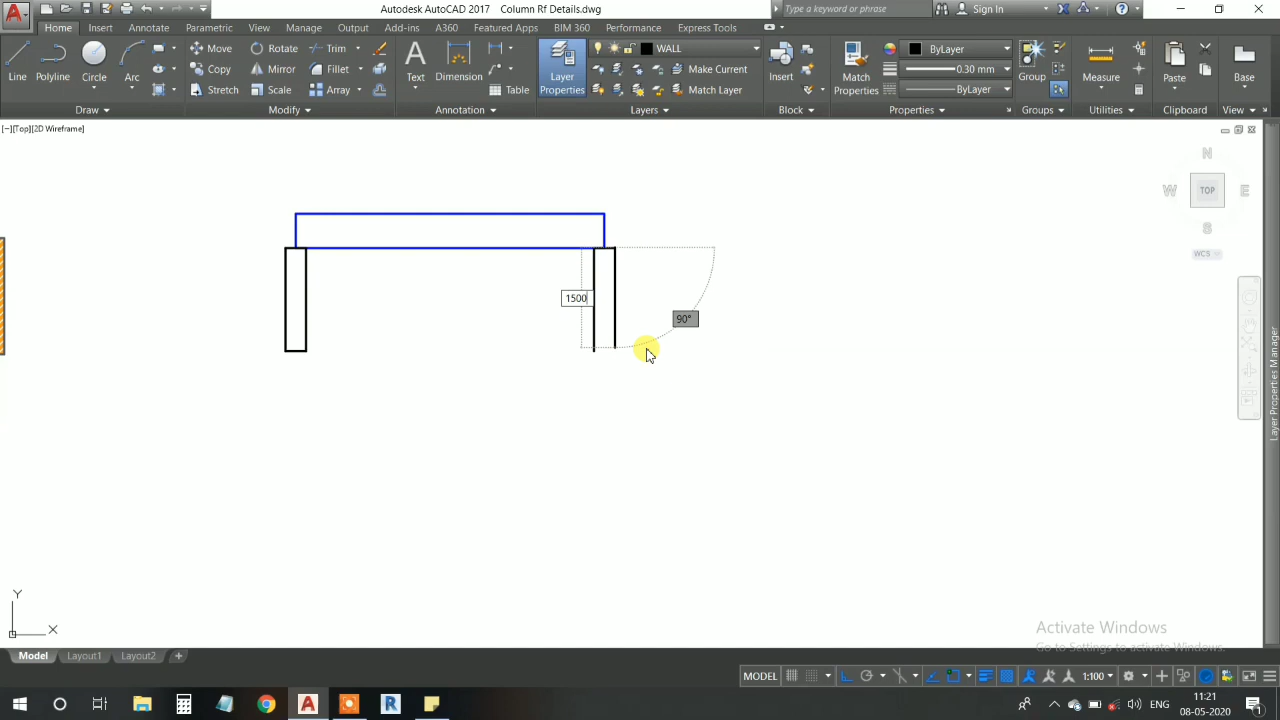 Autodesk AutoCAD 2017 Column Rf Details.dwg
Type a keyword or phrase
Sign In
Home Insert Annotate Parametric View Manage Output Add-ins A360 Featured Apps BIM 360 Express Tools Performance
Line
Polyline
Circle
Arc
Move
Copy
Stretch
Rotate
Mirror
Scale
Trim
Fillet
Array
Text
Dimension
Table
Layer
Properties
WALL
Make Current
Match Layer
Insert
Match
Properties
ByLayer
0.30 mm
ByLayer
Group
Measure
Paste
Base
Draw
Modify
Annotation
Layers
Block
Properties
Groups
Utilities
Clipboard
View
[−][Top][2D Wireframe]
N
W
TOP
E
S
WCS
1500
90°
Layer Properties Manager
Y
X
Activate Windows
Go to Settings to activate Windows.
Model
Layout1
Layout2
MODEL
1:100
ENG
11:21
08-05-2020